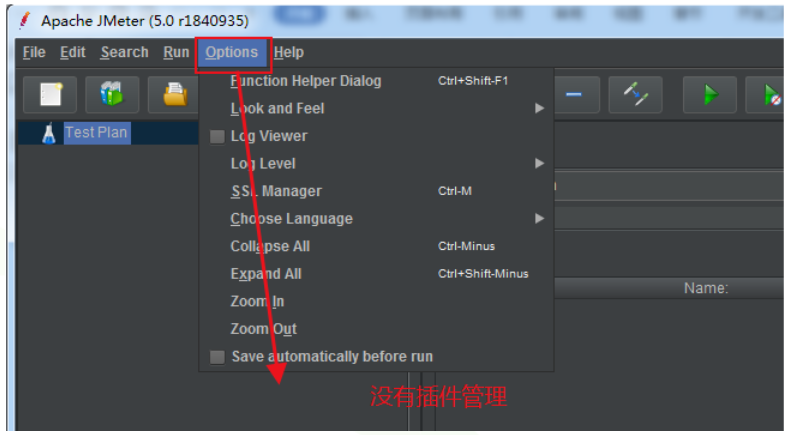 Apache JMeter (5.0 r1840935)
File Edit Search Run Options Help
Function Helper Dialog Ctrl+Shift-F1
Look and Feel
Test Plan
Log Viewer
Log Level
SSL Manager Ctrl-M
Choose Language
Collapse All Ctrl-Minus
Expand All Ctrl+Shift-Minus
Zoom In
Name:
Zoom Out
Save automatically before run
没有插件管理